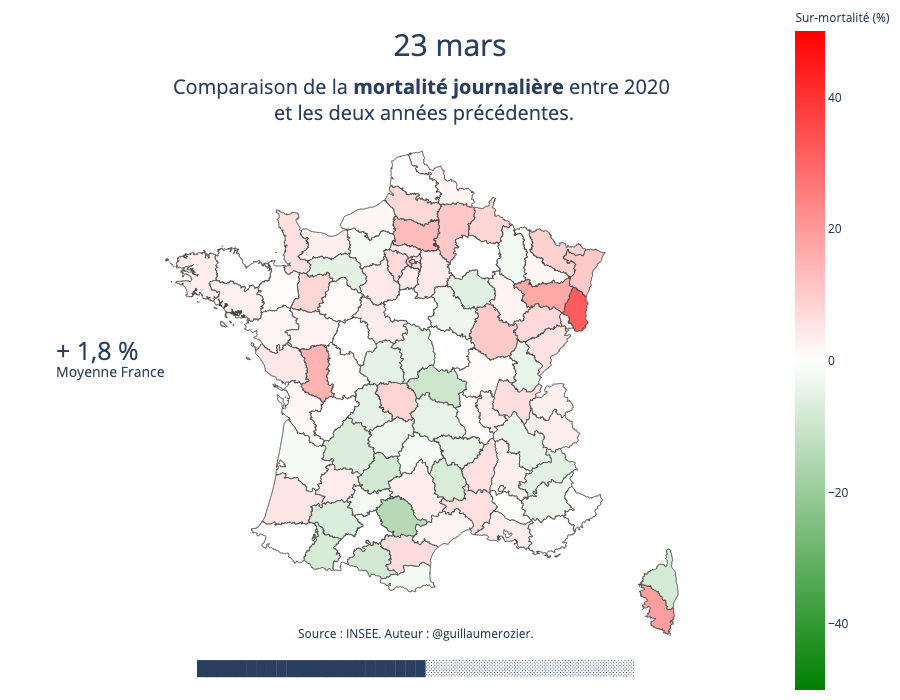 Sur-mortalité (%)
23 mars
Comparaison de la mortalité journalière entre 2020
et les deux années précédentes.
40
20
0
−20
−40
+ 1,8 %
Moyenne France
Source : INSEE. Auteur : @guillaumerozier.